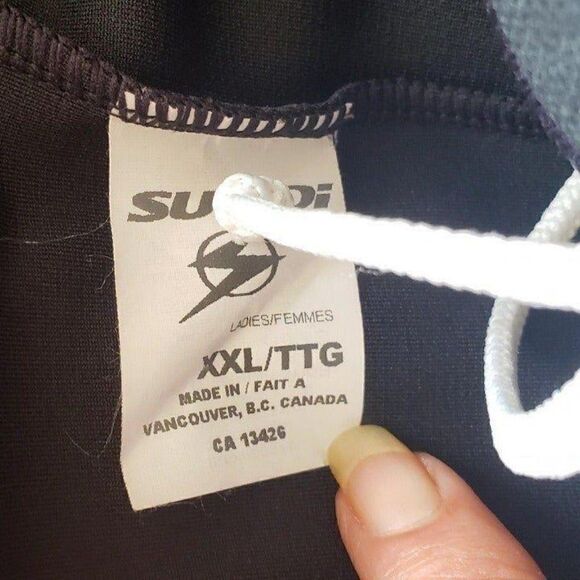 LADIES/FEMMES
XXL/TTG
MADE IN / FAIT A
VANCOUVER, B.C. CANADA
CA 13426